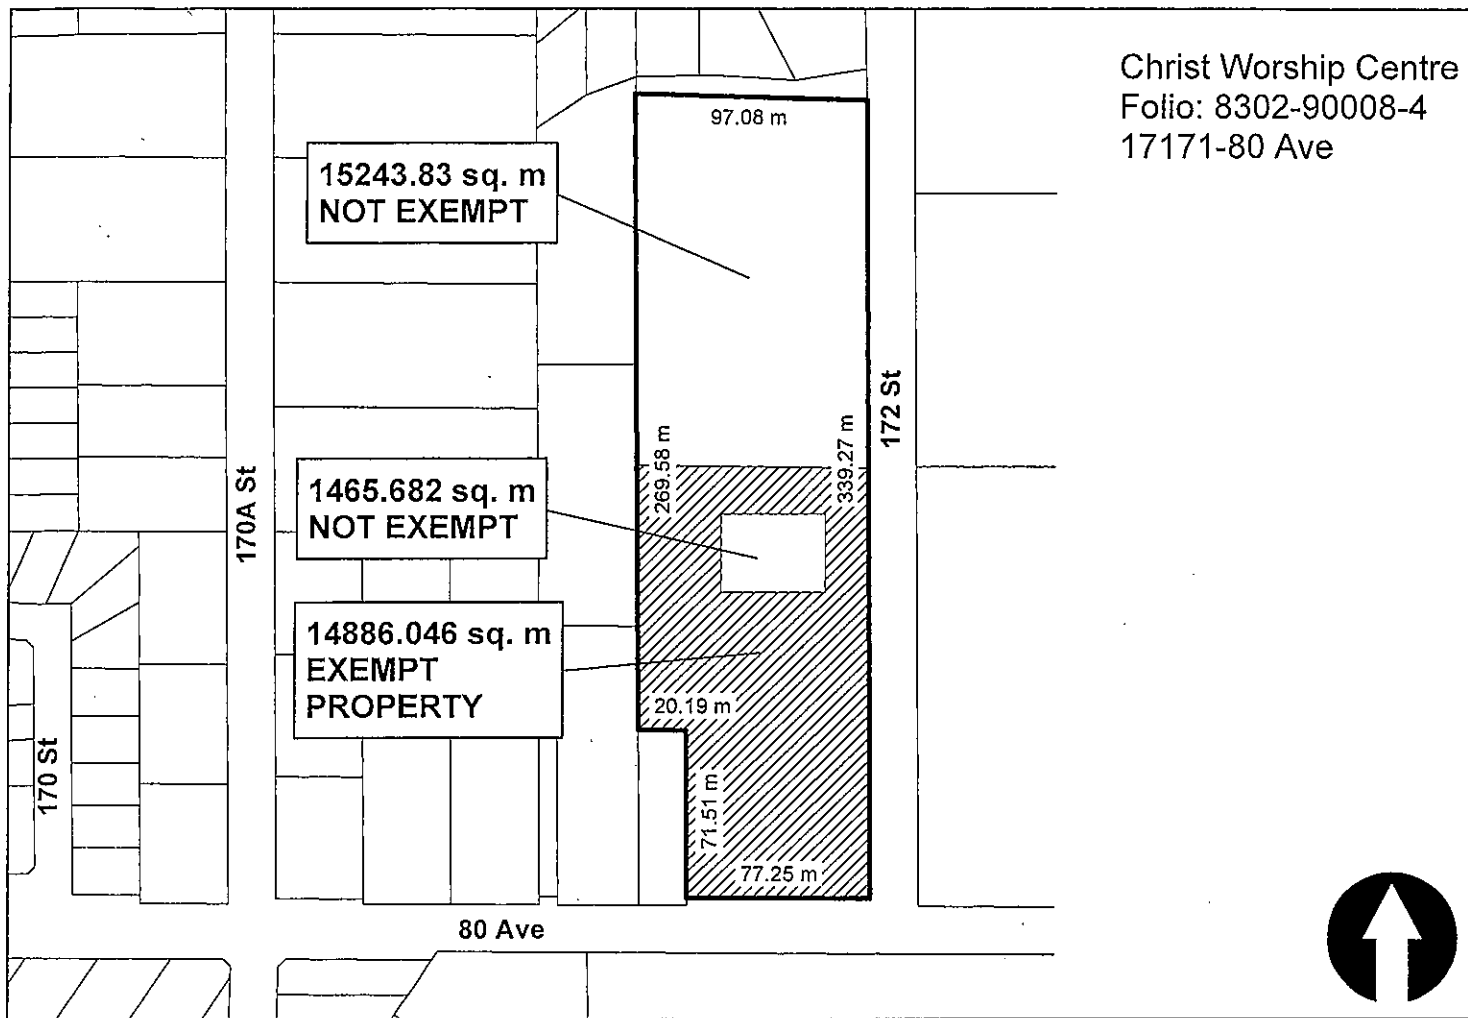 Christ Worship Centre
Folio: 8302-90008-4
17171-80 Ave
97.08 m
15243.83 sq. m
NOT EXEMPT
172 St
269.58 m
339.27 m
170A St
1465.682 sq. m
NOT EXEMPT
14886.046 sq. m
EXEMPT
PROPERTY
20.19 m
170 St
71.51 m
77.25 m
80 Ave